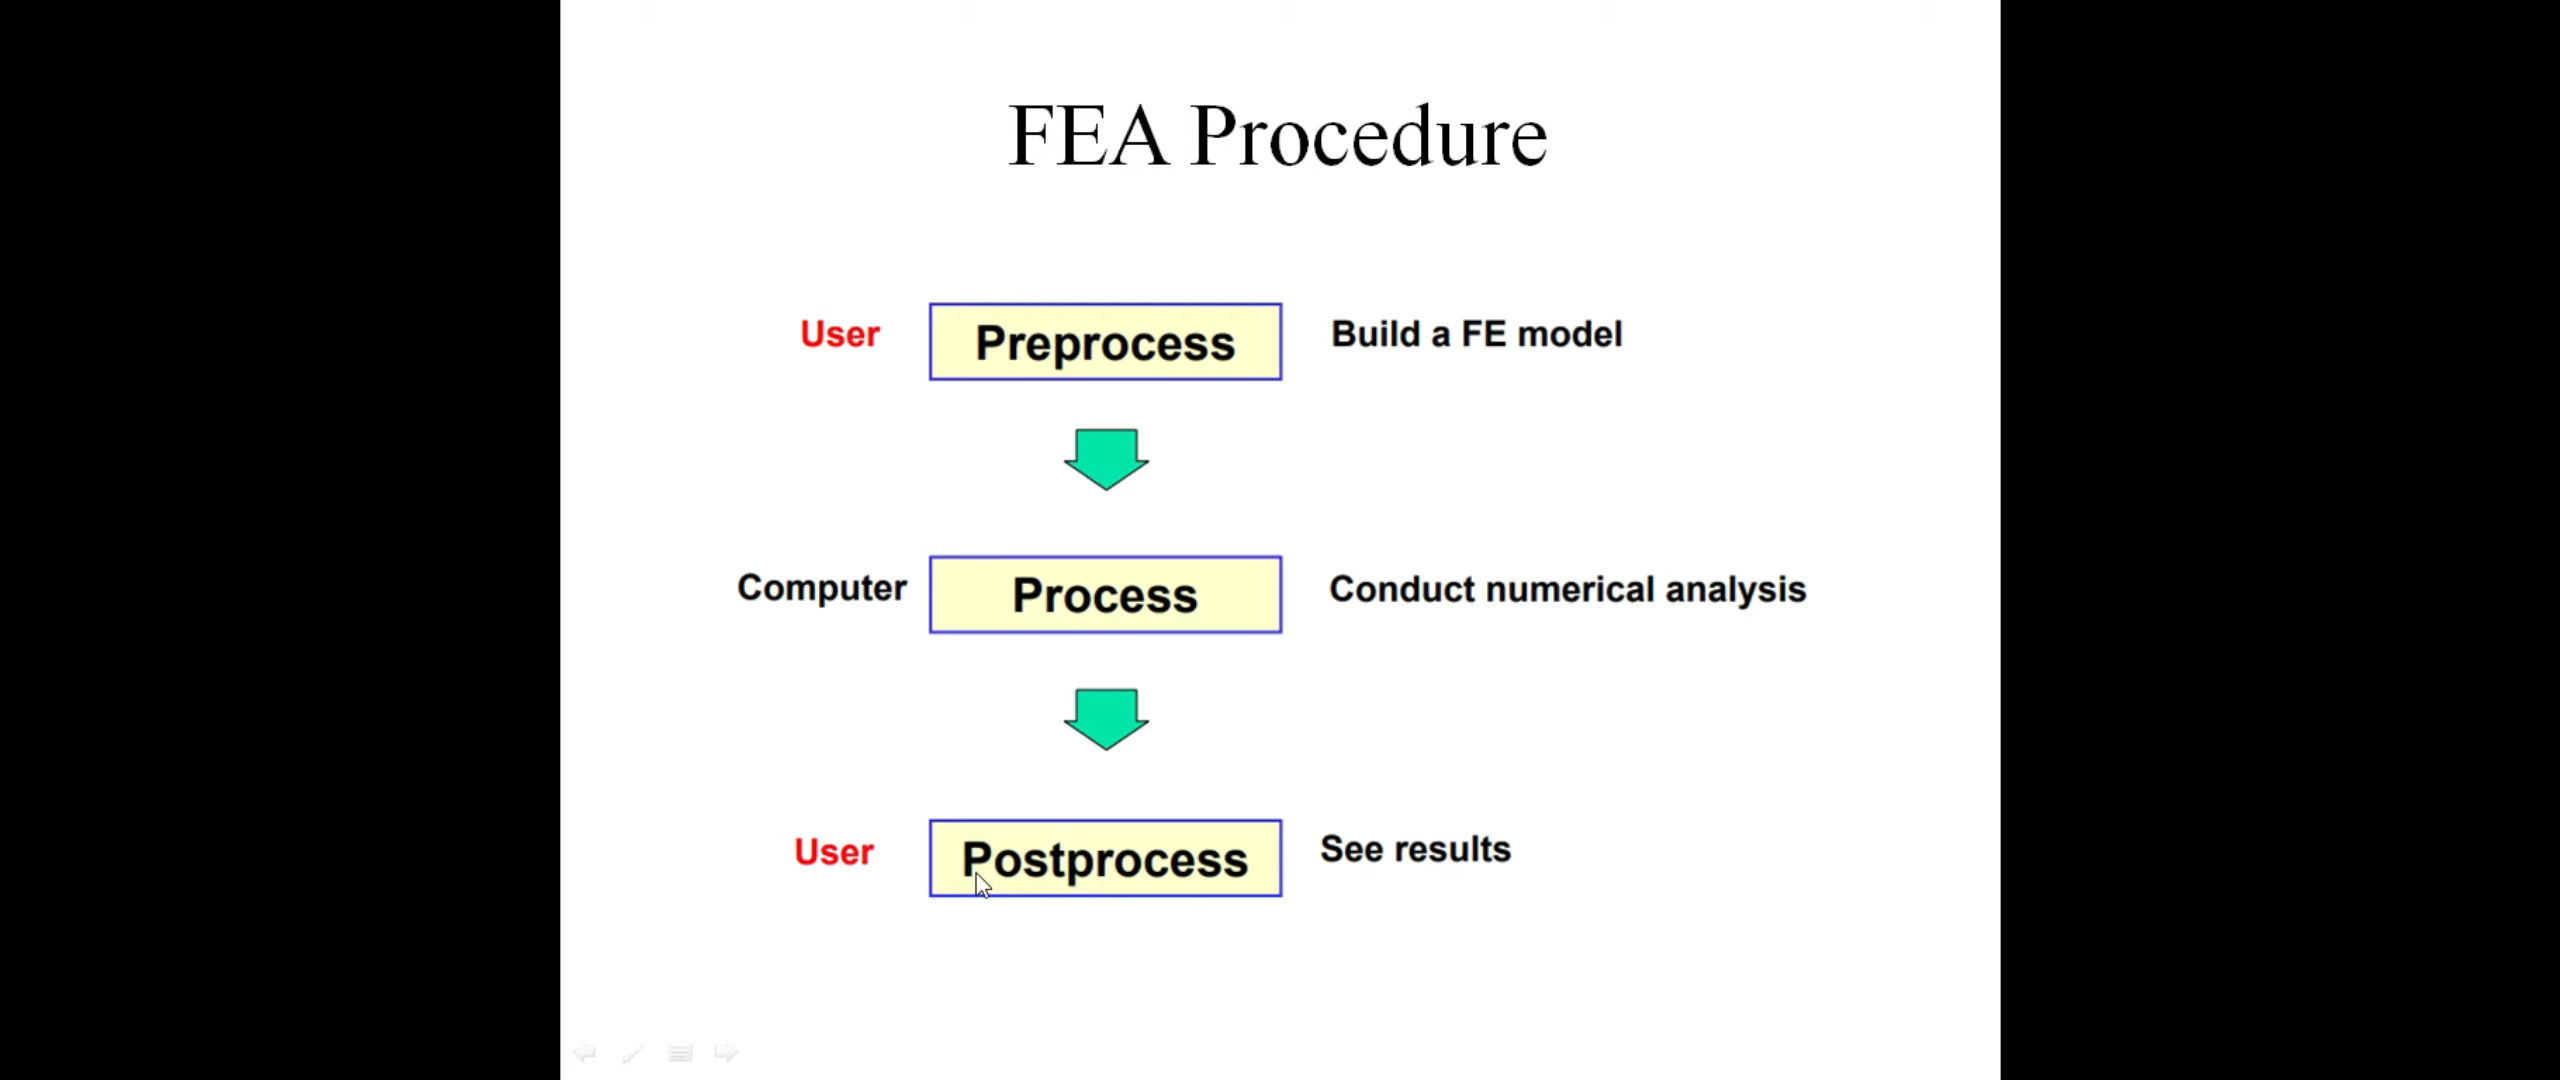 FEA Procedure
User Preprocess Build a FE model
Computer Process Conduct numerical analysis
User Postprocess See results